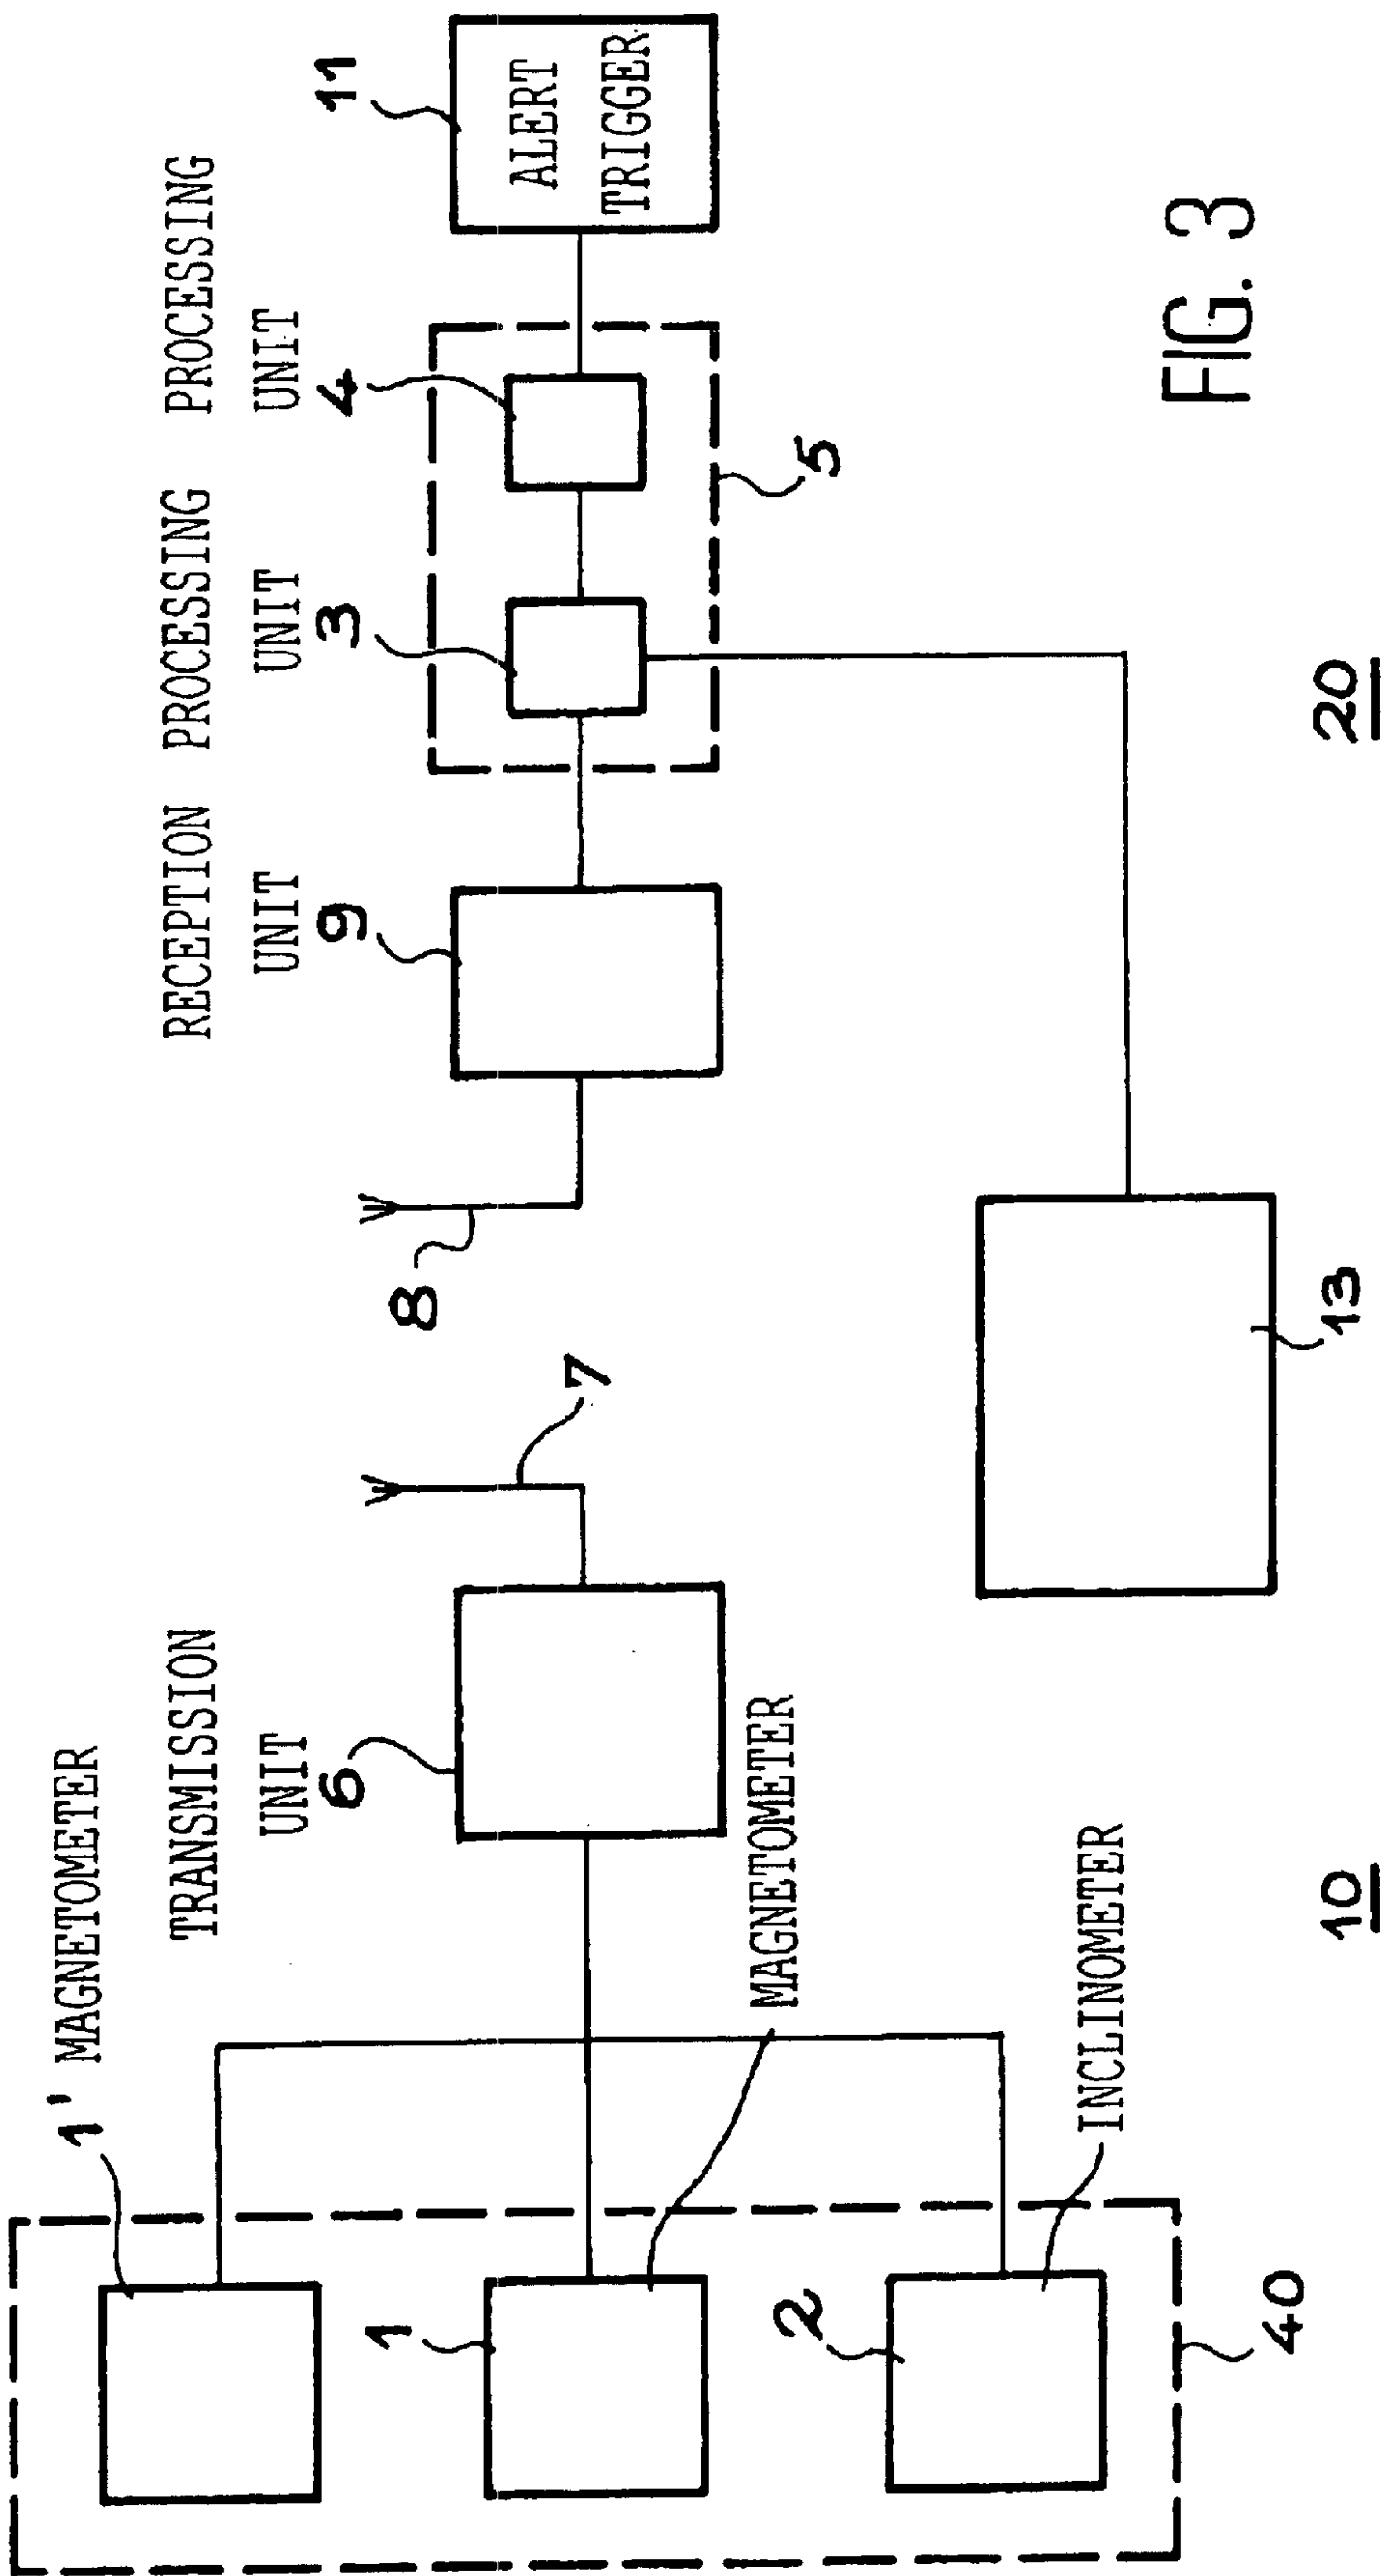 1' MAGNETOMETER
TRANSMISSION
UNIT
6
7
8
RECEPTION
UNIT
9
PROCESSING
UNIT
3
PROCESSING
UNIT
4
5
11
ALERT
TRIGGER
1
MAGNETOMETER
2
INCLINOMETER
40
13
10
20
FIG. 3